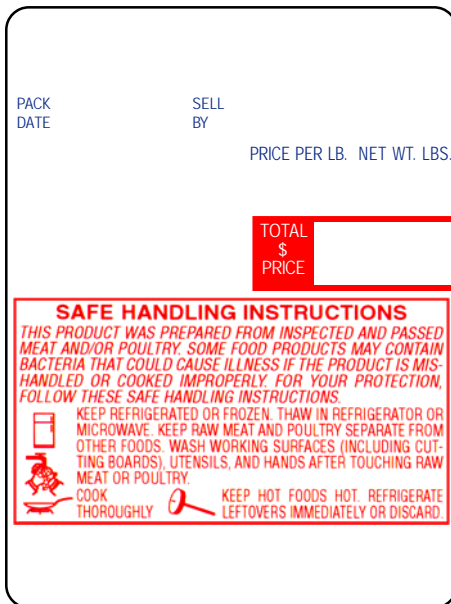 PACK SELL
DATE BY
PRICE PER LB. NET WT. LBS.
TOTAL
$
PRICE
SAFE HANDLING INSTRUCTIONS
THIS PRODUCT WAS PREPARED FROM INSPECTED AND PASSED
MEAT AND/OR POULTRY. SOME FOOD PRODUCTS MAY CONTAIN
BACTERIA THAT COULD CAUSE ILLNESS IF THE PRODUCT IS MIS-
HANDLED OR COOKED IMPROPERLY. FOR YOUR PROTECTION,
FOLLOW THESE SAFE HANDLING INSTRUCTIONS.
KEEP REFRIGERATED OR FROZEN. THAW IN REFRIGERATOR OR
MICROWAVE. KEEP RAW MEAT AND POULTRY SEPARATE FROM
OTHER FOODS. WASH WORKING SURFACES (INCLUDING CUT-
TING BOARDS), UTENSILS, AND HANDS AFTER TOUCHING RAW
MEAT OR POULTRY.
COOK
THOROUGHLY
KEEP HOT FOODS HOT. REFRIGERATE
LEFTOVERS IMMEDIATELY OR DISCARD.